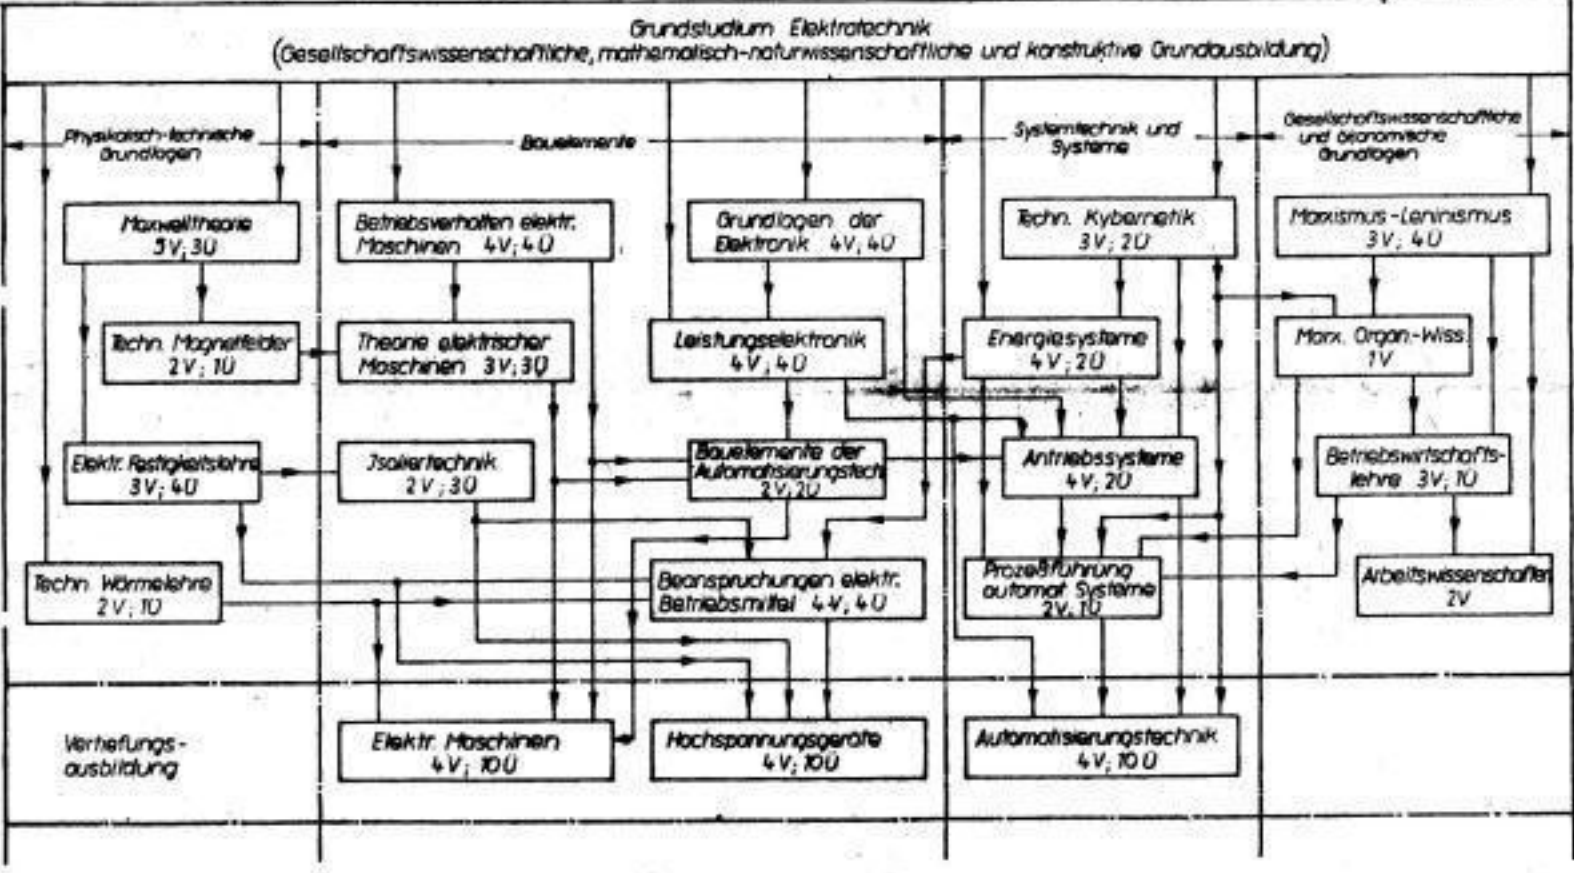 Grundstudium Elektrotechnik
(Gesellschaftswissenschaftliche, mathematisch-naturwissenschaftliche und konstruktive Grundausbildung)
Physikalisch-technische
Grundlagen
Bauelemente
Systemtechnik und
Systeme
Gesellschaftswissenschaftliche
und ökonomische
Grundlagen
Maxwelltheorie
5V; 3Ü
Betriebsverhalten elektr.
Maschinen 4V; 4Ü
Grundlagen der
Elektronik 4V, 4Ü
Techn. Kybernetik
3V; 2Ü
Marxismus-Leninismus
3V; 4Ü
Techn. Magnetfelder
2V; 1Ü
Theorie elektrischer
Maschinen 3V; 3Ü
Leistungselektronik
4V; 4Ü
Energiesysteme
4V; 2Ü
Marx. Organ.-Wiss.
1V
Elektr. Festigkeitslehre
3V; 4Ü
Isoliertechnik
2V; 3Ü
Bauelemente der
Automatisierungstech
2V; 2Ü
Antriebssysteme
4V; 2Ü
Betriebswirtschafts-
lehre 3V; 1Ü
Techn. Wärmelehre
2V; 1Ü
Beanspruchungen elektr.
Betriebsmittel 4V, 4Ü
Prozeßführung
automat. Systeme
2V, 1Ü
Arbeitswissenschaften
2V
Vertiefungs-
ausbildung
Elektr. Maschinen
4V; 10Ü
Hochspannungsgeräte
4V; 10Ü
Automatisierungstechnik
4V; 10Ü